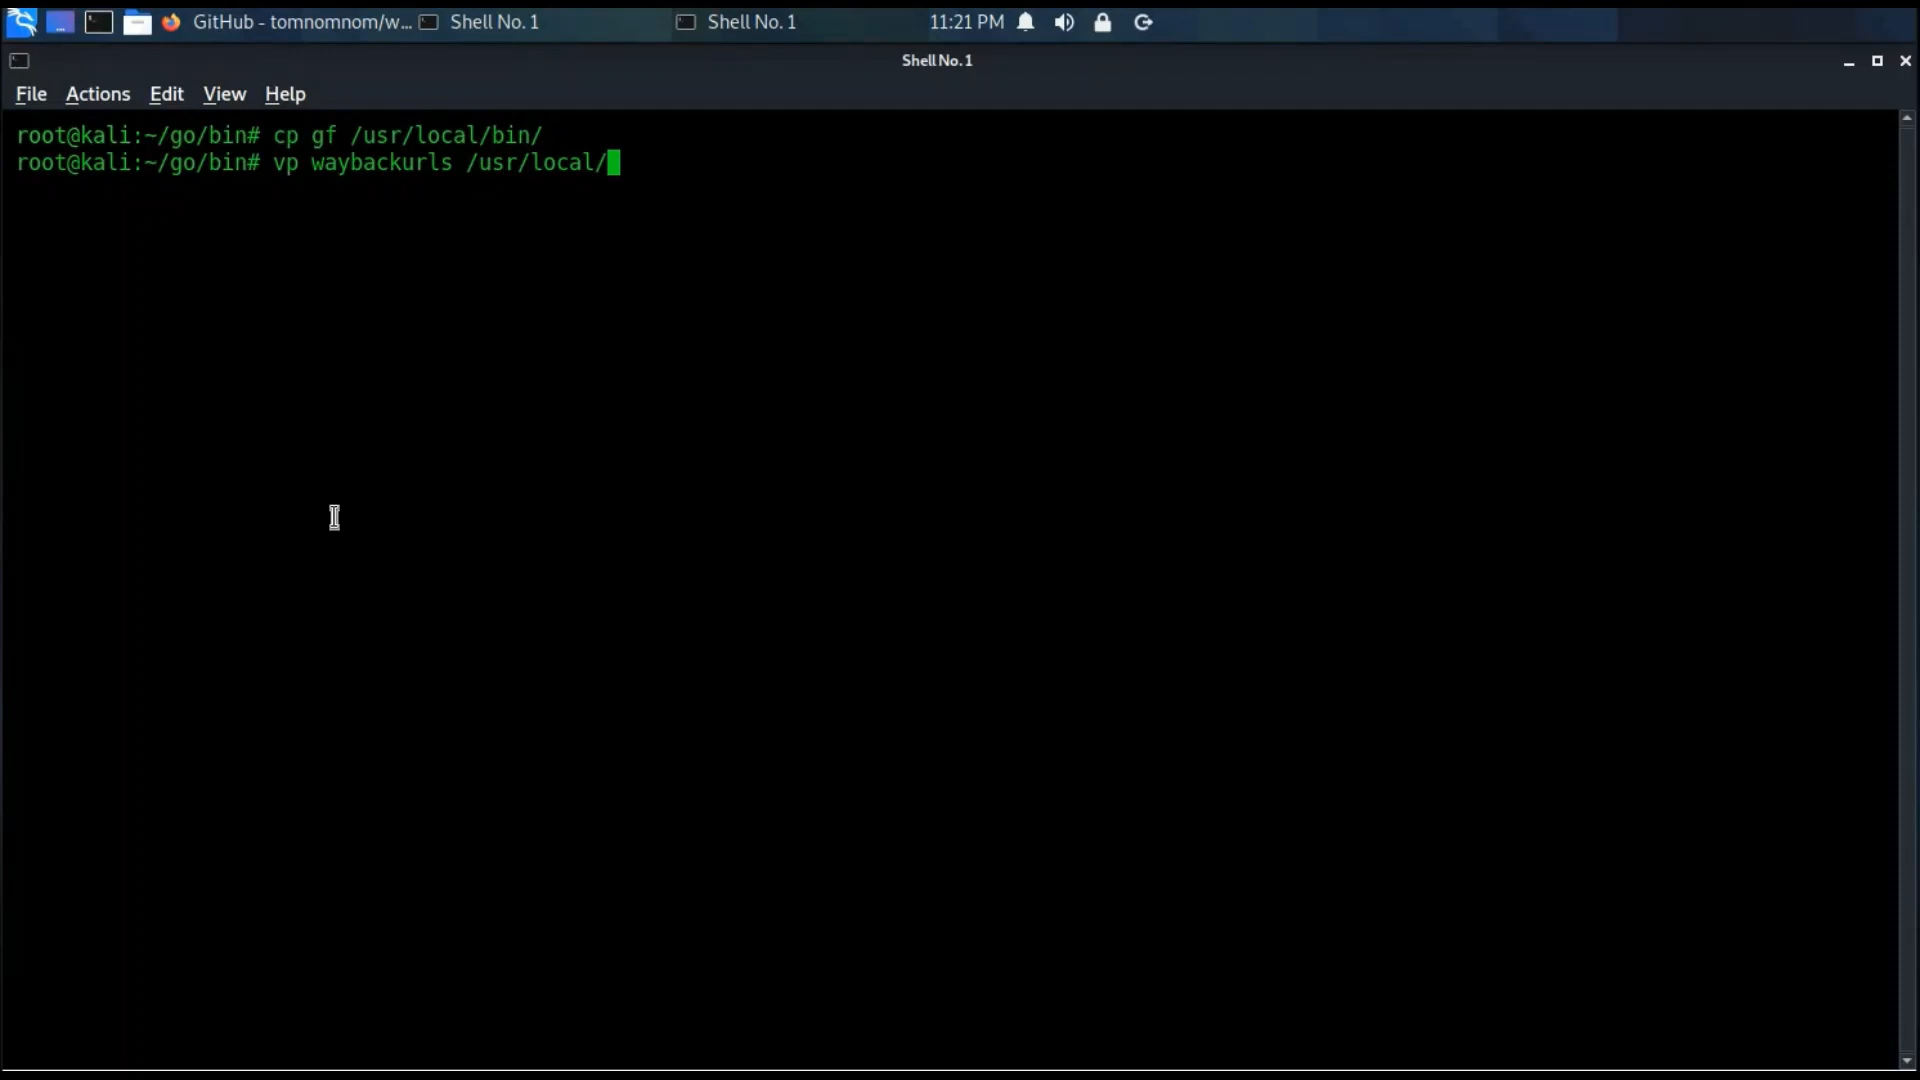 GitHub - tomnomnom/w... Shell No. 1 Shell No. 1 11:21 PM
Shell No. 1
File Actions Edit View Help
root@kali:~/go/bin# cp gf /usr/local/bin/
root@kali:~/go/bin# vp waybackurls /usr/local/